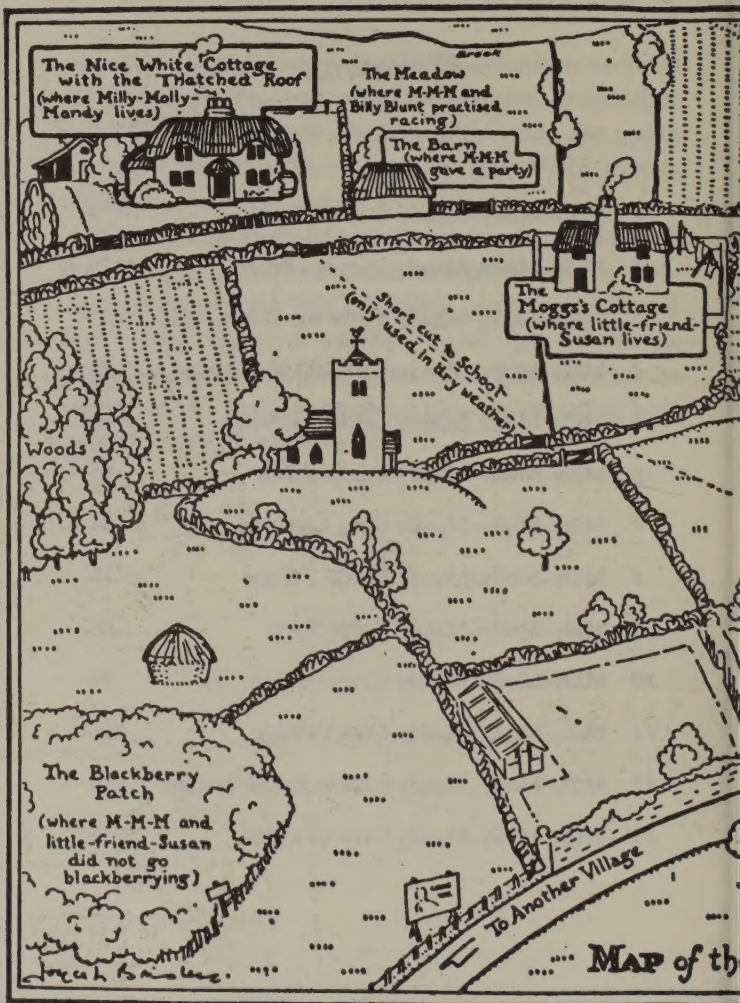 The Nice White Cottage
with the Thatched Roof
(where Milly-Molly-
Mandy lives)
Brook
The Meadow
(where M-M-M and
Billy Blunt practised
racing)
The Barn
(where M-M-M
gave a party)
The
Moggs's Cottage
(where little-friend-
Susan lives)
Short cut to School
(only used in dry weather)
Woods
The Blackberry
Patch
(where M-M-M and
little-friend-Susan
did not go
blackberrying)
To Another Village
MAP of th